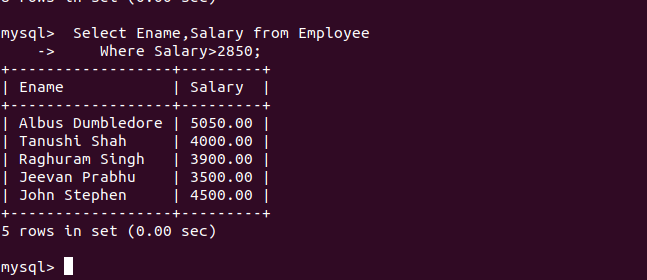 mysql>  Select Ename,Salary from Employee
    ->     Where Salary>2850;
+------------------+---------+
| Ename            | Salary  |
+------------------+---------+
| Albus Dumbledore | 5050.00 |
| Tanushi Shah     | 4000.00 |
| Raghuram Singh   | 3900.00 |
| Jeevan Prabhu    | 3500.00 |
| John Stephen     | 4500.00 |
+------------------+---------+
5 rows in set (0.00 sec)
mysql>